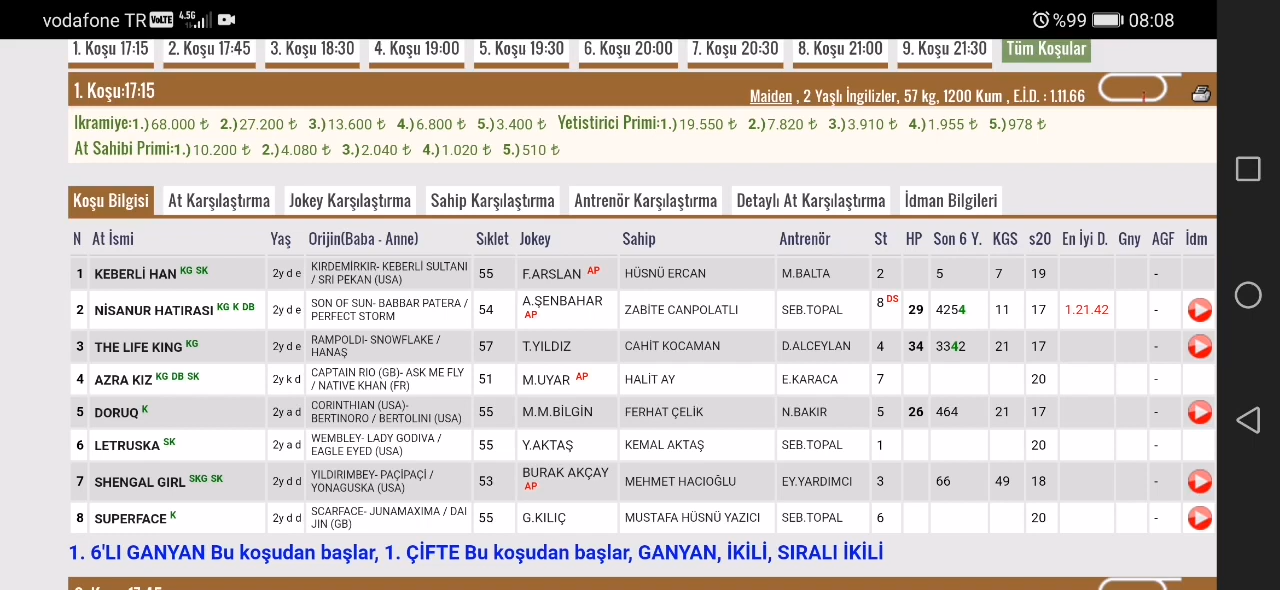 vodafone TR VoLTE 4.5G %99 08:08
1. Koşu 17:15 2. Koşu 17:45 3. Koşu 18:30 4. Koşu 19:00 5. Koşu 19:30 6. Koşu 20:00 7. Koşu 20:30 8. Koşu 21:00 9. Koşu 21:30 Tüm Koşular
1. Koşu:17:15
Maiden , 2 Yaşlı İngilizler, 57 kg, 1200 Kum , E.İ.D. : 1.11.66
Ikramiye:1.) 68.000 ₺ 2.) 27.200 ₺ 3.) 13.600 ₺ 4.) 6.800 ₺ 5.) 3.400 ₺ Yetistirici Primi:1.) 19.550 ₺ 2.) 7.820 ₺ 3.) 3.910 ₺ 4.) 1.955 ₺ 5.) 978 ₺
At Sahibi Primi:1.) 10.200 ₺ 2.) 4.080 ₺ 3.) 2.040 ₺ 4.) 1.020 ₺ 5.) 510 ₺
Koşu Bilgisi At Karşılaştırma Jokey Karşılaştırma Sahip Karşılaştırma Antrenör Karşılaştırma Detaylı At Karşılaştırma İdman Bilgileri
N At İsmi Yaş Orijin(Baba - Anne) Sıklet Jokey Sahip Antrenör St HP Son 6 Y. KGS s20 En İyi D. Gny AGF İdm
1 KEBERLİ HAN KG SK 2y d e KIRDEMİRKIR- KEBERLİ SULTANI / SRI PEKAN (USA) 55 F.ARSLAN AP HÜSNÜ ERCAN M.BALTA 2 5 7 19 -
2 NİSANUR HATIRASI KG K DB 2y d e SON OF SUN- BABBAR PATERA / PERFECT STORM 54 A.ŞENBAHAR AP ZABİTE CANPOLATLI SEB.TOPAL 8 DS 29 4254 11 17 1.21.42 -
3 THE LIFE KING KG 2y d e RAMPOLDI- SNOWFLAKE / HANAŞ 57 T.YILDIZ CAHİT KOCAMAN D.ALCEYLAN 4 34 3342 21 17 -
4 AZRA KIZ KG DB SK 2y k d CAPTAIN RIO (GB)- ASK ME FLY / NATIVE KHAN (FR) 51 M.UYAR AP HALİT AY E.KARACA 7 20 -
5 DORUQ K 2y a d CORINTHIAN (USA)- BERTINORO / BERTOLINI (USA) 55 M.M.BİLGİN FERHAT ÇELİK N.BAKIR 5 26 464 21 17 -
6 LETRUSKA SK 2y a d WEMBLEY- LADY GODIVA / EAGLE EYED (USA) 55 Y.AKTAŞ KEMAL AKTAŞ SEB.TOPAL 1 20 -
7 SHENGAL GIRL SKG SK 2y d d YILDIRIMBEY- PAÇİPAÇİ / YONAGUSKA (USA) 53 BURAK AKÇAY AP MEHMET HACIOĞLU EY.YARDIMCI 3 66 49 18 -
8 SUPERFACE K 2y d d SCARFACE- JUNAMAXIMA / DAI JIN (GB) 55 G.KILIÇ MUSTAFA HÜSNÜ YAZICI SEB.TOPAL 6 20 -
1. 6'LI GANYAN Bu koşudan başlar, 1. ÇİFTE Bu koşudan başlar, GANYAN, İKİLİ, SIRALI İKİLİ